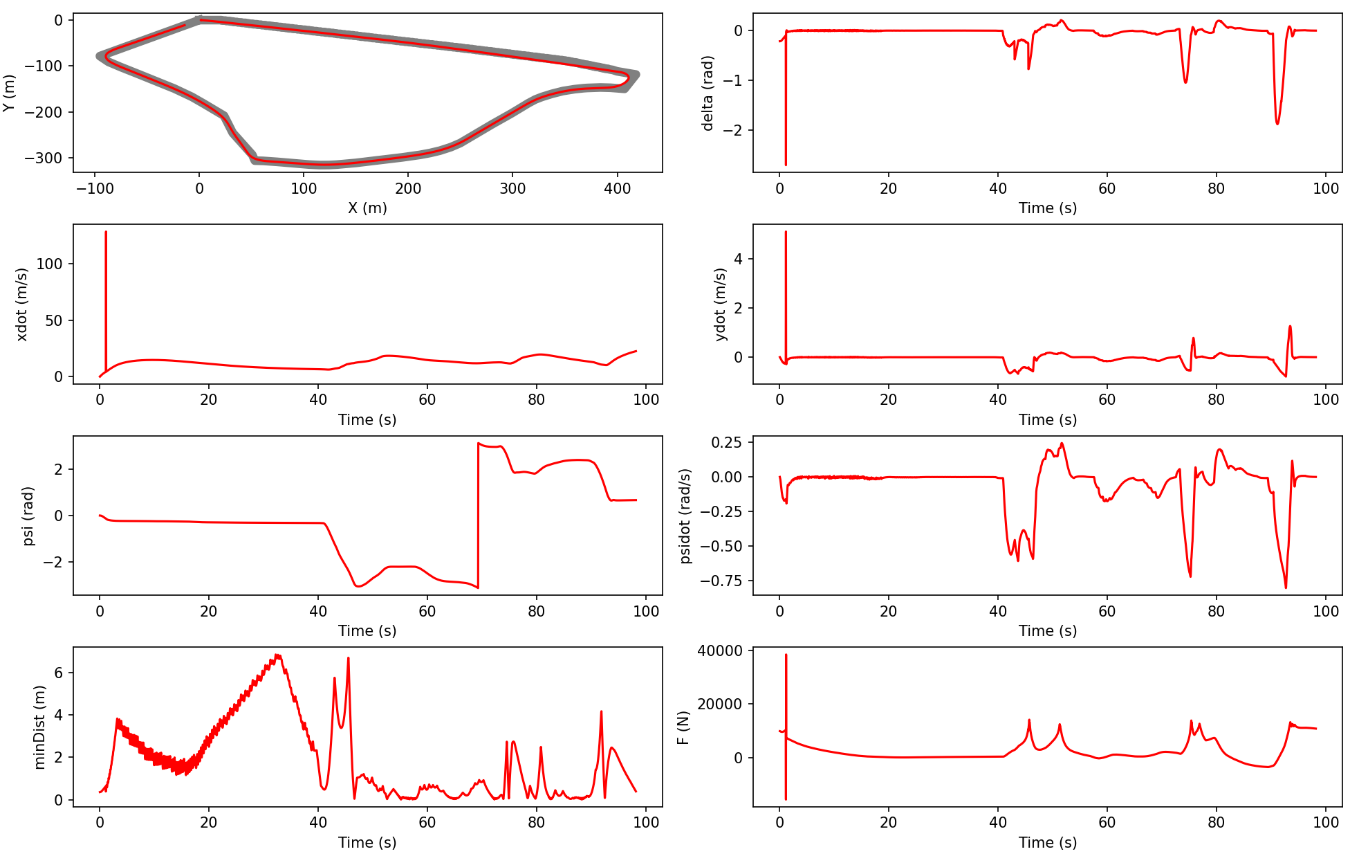 0
−100
−200
−300
Y (m)
−100 0 100 200 300 400
X (m)
0
−1
−2
delta (rad)
0 20 40 60 80 100
Time (s)
100
50
0
xdot (m/s)
0 20 40 60 80 100
Time (s)
4
2
0
ydot (m/s)
0 20 40 60 80 100
Time (s)
2
0
−2
psi (rad)
0 20 40 60 80 100
Time (s)
0.25
0.00
−0.25
−0.50
−0.75
psidot (rad/s)
0 20 40 60 80 100
Time (s)
6
4
2
0
minDist (m)
0 20 40 60 80 100
Time (s)
40000
20000
0
F (N)
0 20 40 60 80 100
Time (s)